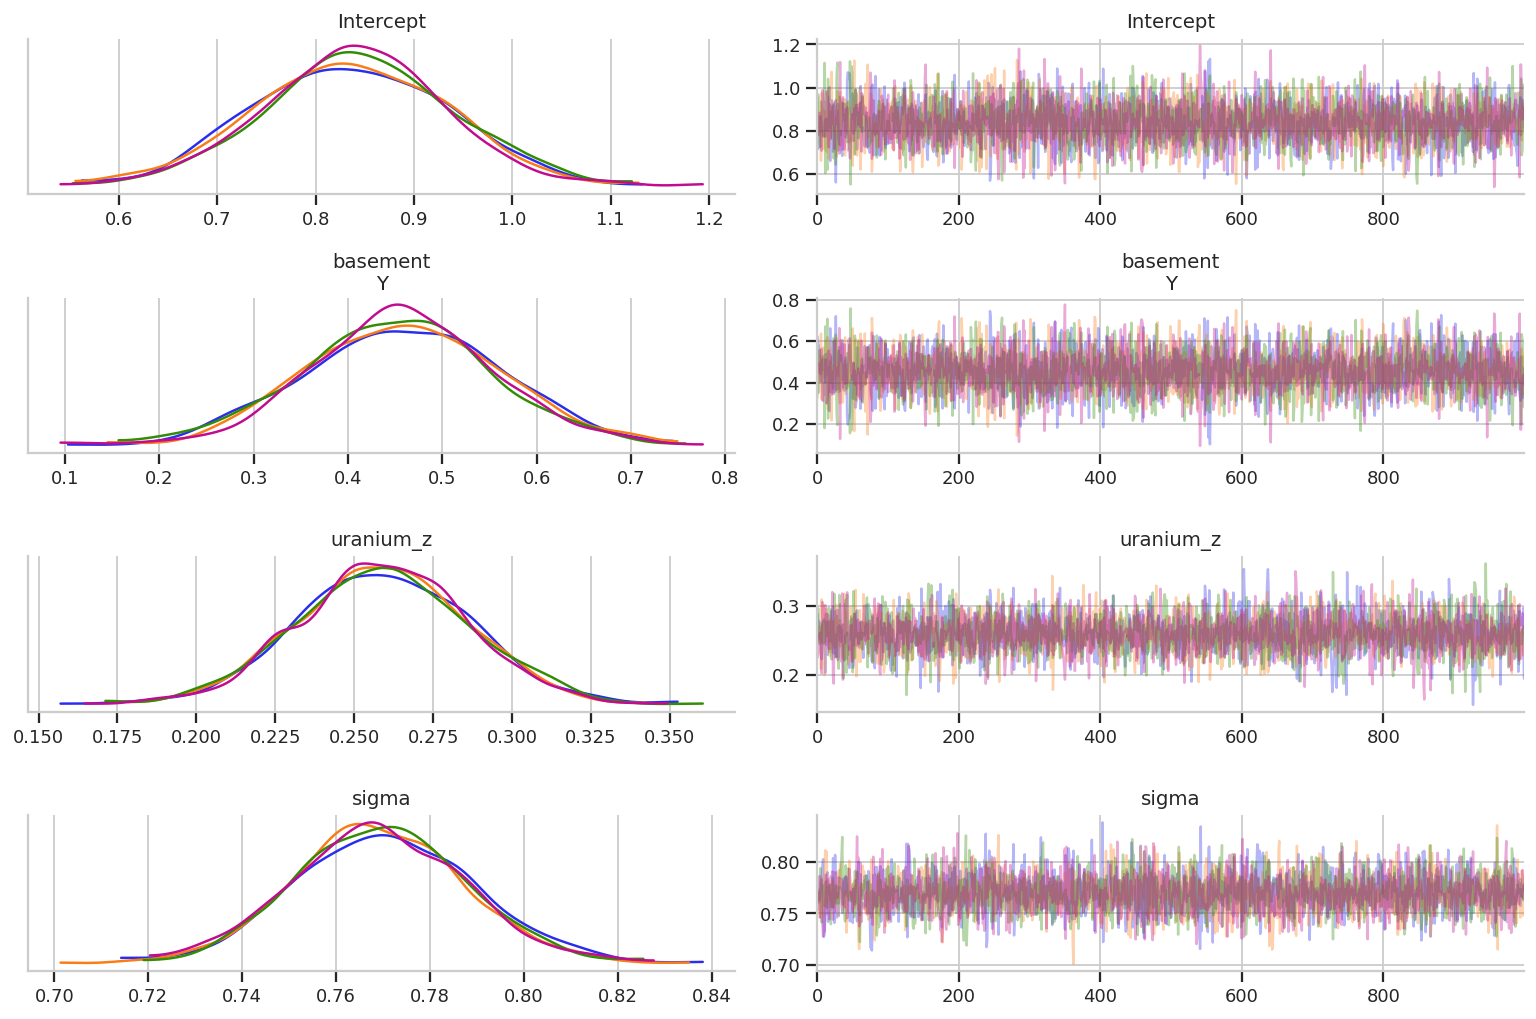 Intercept
0.6 0.7 0.8 0.9 1.0 1.1 1.2
Intercept
1.2
1.0
0.8
0.6
0 200 400 600 800
basement
Y
0.1 0.2 0.3 0.4 0.5 0.6 0.7 0.8
basement
Y
0.8
0.6
0.4
0.2
0 200 400 600 800
uranium_z
0.150 0.175 0.200 0.225 0.250 0.275 0.300 0.325 0.350
uranium_z
0.3
0.2
0 200 400 600 800
sigma
0.70 0.72 0.74 0.76 0.78 0.80 0.82 0.84
sigma
0.80
0.75
0.70
0 200 400 600 800